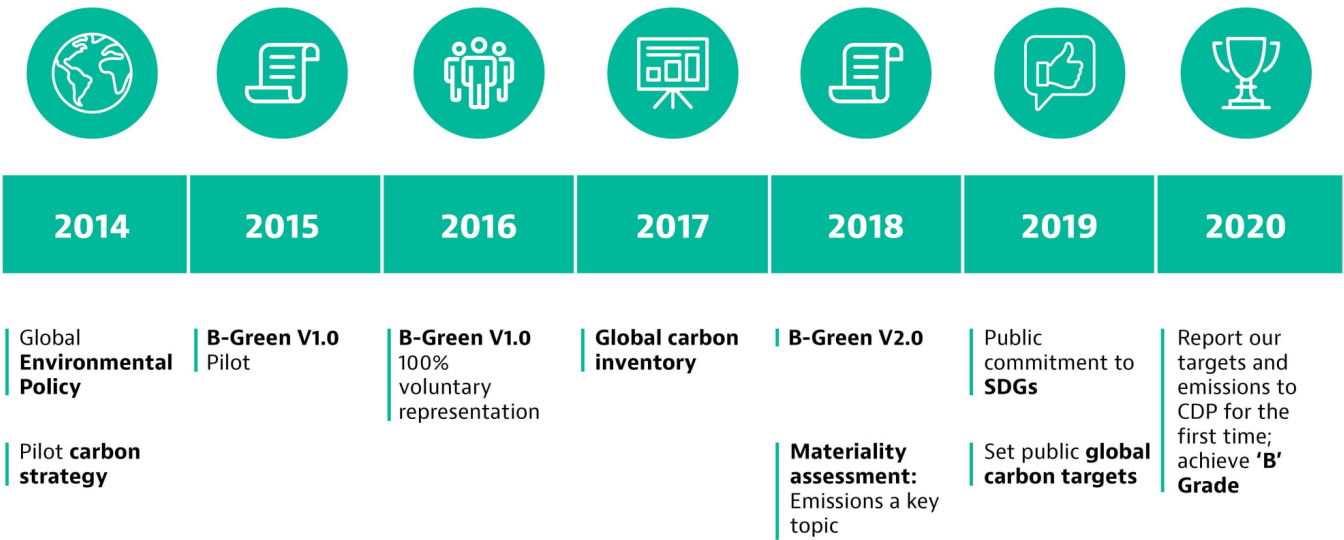 2014
2015
2016
2017
2018
2019
2020
Global
Environmental
Policy
Pilot carbon
strategy
B-Green V1.0
Pilot
B-Green V1.0
100%
voluntary
representation
Global carbon
inventory
B-Green V2.0
Materiality
assessment:
Emissions a key
topic
Public
commitment to
SDGs
Set public global
carbon targets
Report our
targets and
emissions to
CDP for the
first time;
achieve ‘B’
Grade